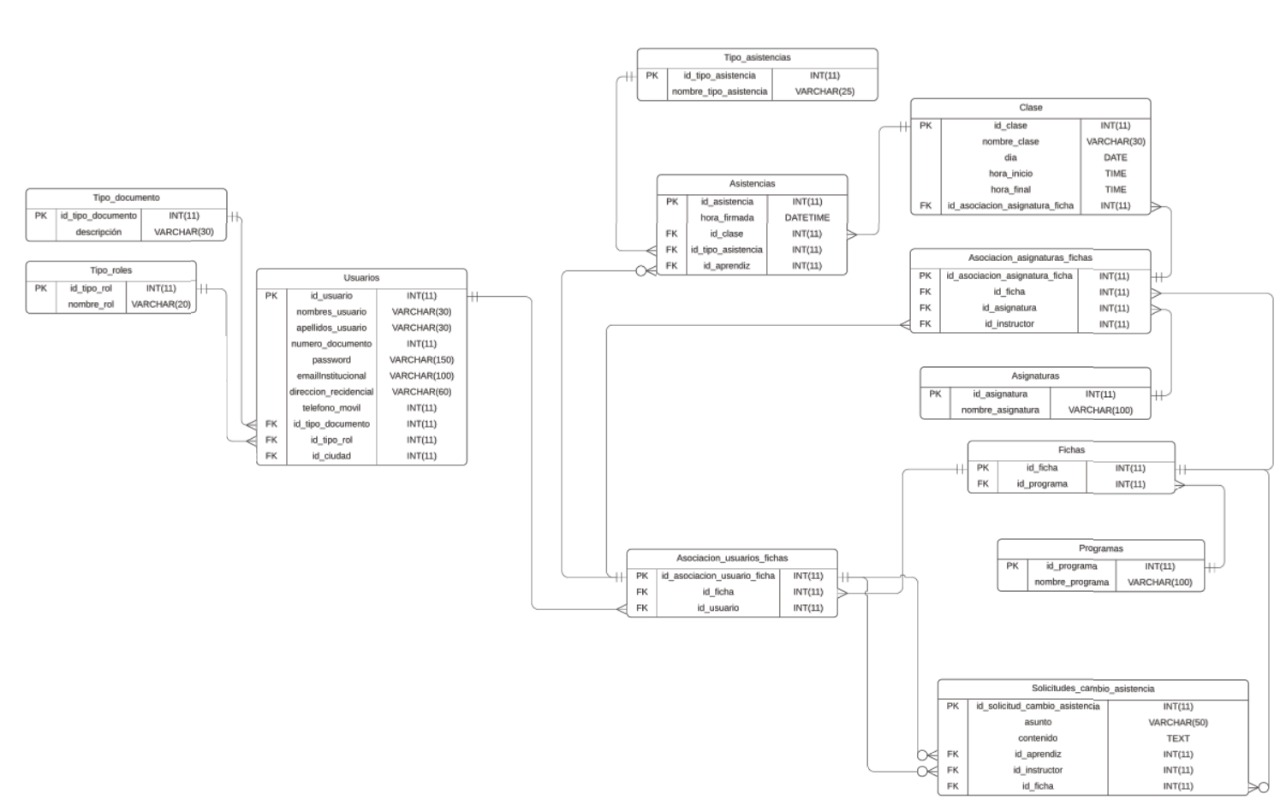 Tipo_asistencias
PK id_tipo_asistencia INT(11)
nombre_tipo_asistencia VARCHAR(25)
Clase
PK id_clase INT(11)
nombre_clase VARCHAR(30)
dia DATE
hora_inicio TIME
hora_final TIME
FK id_asociacion_asignatura_ficha INT(11)
Asistencias
PK id_asistencia INT(11)
hora_firmada DATETIME
FK id_clase INT(11)
FK id_tipo_asistencia INT(11)
FK id_aprendiz INT(11)
Tipo_documento
PK id_tipo_documento INT(11)
descripción VARCHAR(30)
Tipo_roles
PK id_tipo_rol INT(11)
nombre_rol VARCHAR(20)
Usuarios
PK id_usuario INT(11)
nombres_usuario VARCHAR(30)
apellidos_usuario VARCHAR(30)
numero_documento INT(11)
password VARCHAR(150)
emailInstitucional VARCHAR(100)
direccion_residencial VARCHAR(60)
telefono_movil INT(11)
FK id_tipo_documento INT(11)
FK id_tipo_rol INT(11)
FK id_ciudad INT(11)
Asociacion_asignaturas_fichas
PK id_asociacion_asignatura_ficha INT(11)
FK id_ficha INT(11)
FK id_asignatura INT(11)
FK id_instructor INT(11)
Asignaturas
PK id_asignatura INT(11)
nombre_asignatura VARCHAR(100)
Fichas
PK id_ficha INT(11)
FK id_programa INT(11)
Programas
PK id_programa INT(11)
nombre_programa VARCHAR(100)
Asociacion_usuarios_fichas
PK id_asociacion_usuario_ficha INT(11)
FK id_ficha INT(11)
FK id_usuario INT(11)
Solicitudes_cambio_asistencia
PK id_solicitud_cambio_asistencia INT(11)
asunto VARCHAR(50)
contenido TEXT
FK id_aprendiz INT(11)
FK id_instructor INT(11)
FK id_ficha INT(11)